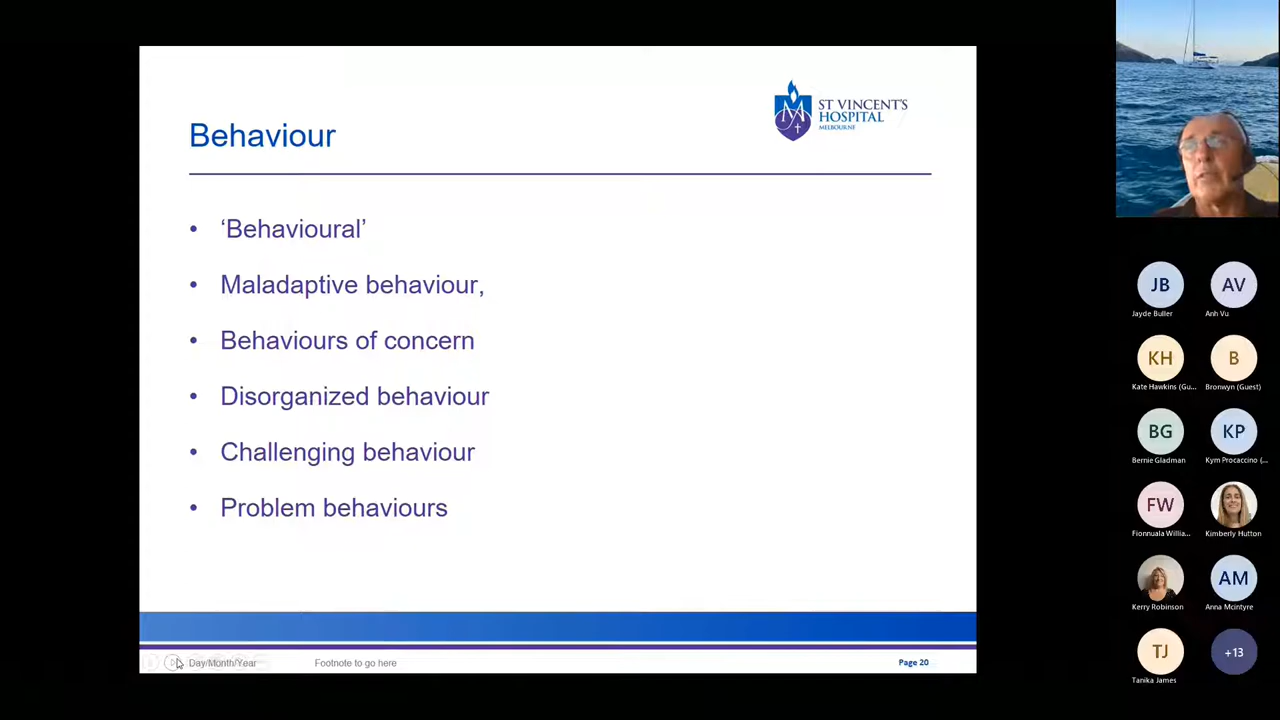 ST VINCENT'S
HOSPITAL
MELBOURNE
Behaviour
• ‘Behavioural’
• Maladaptive behaviour,
• Behaviours of concern
• Disorganized behaviour
• Challenging behaviour
• Problem behaviours
Day/Month/Year
Footnote to go here
Page 20
JB
Jayde Buller
AV
Anh Vu
KH
Kate Hawkins (Gu...
B
Bronwyn (Guest)
BG
Bernie Gladman
KP
Kym Procaccino (...
FW
Fionnuala Willia...
Kimberly Hutton
Kerry Robinson
AM
Anna Mcintyre
TJ
Tanika James
+13